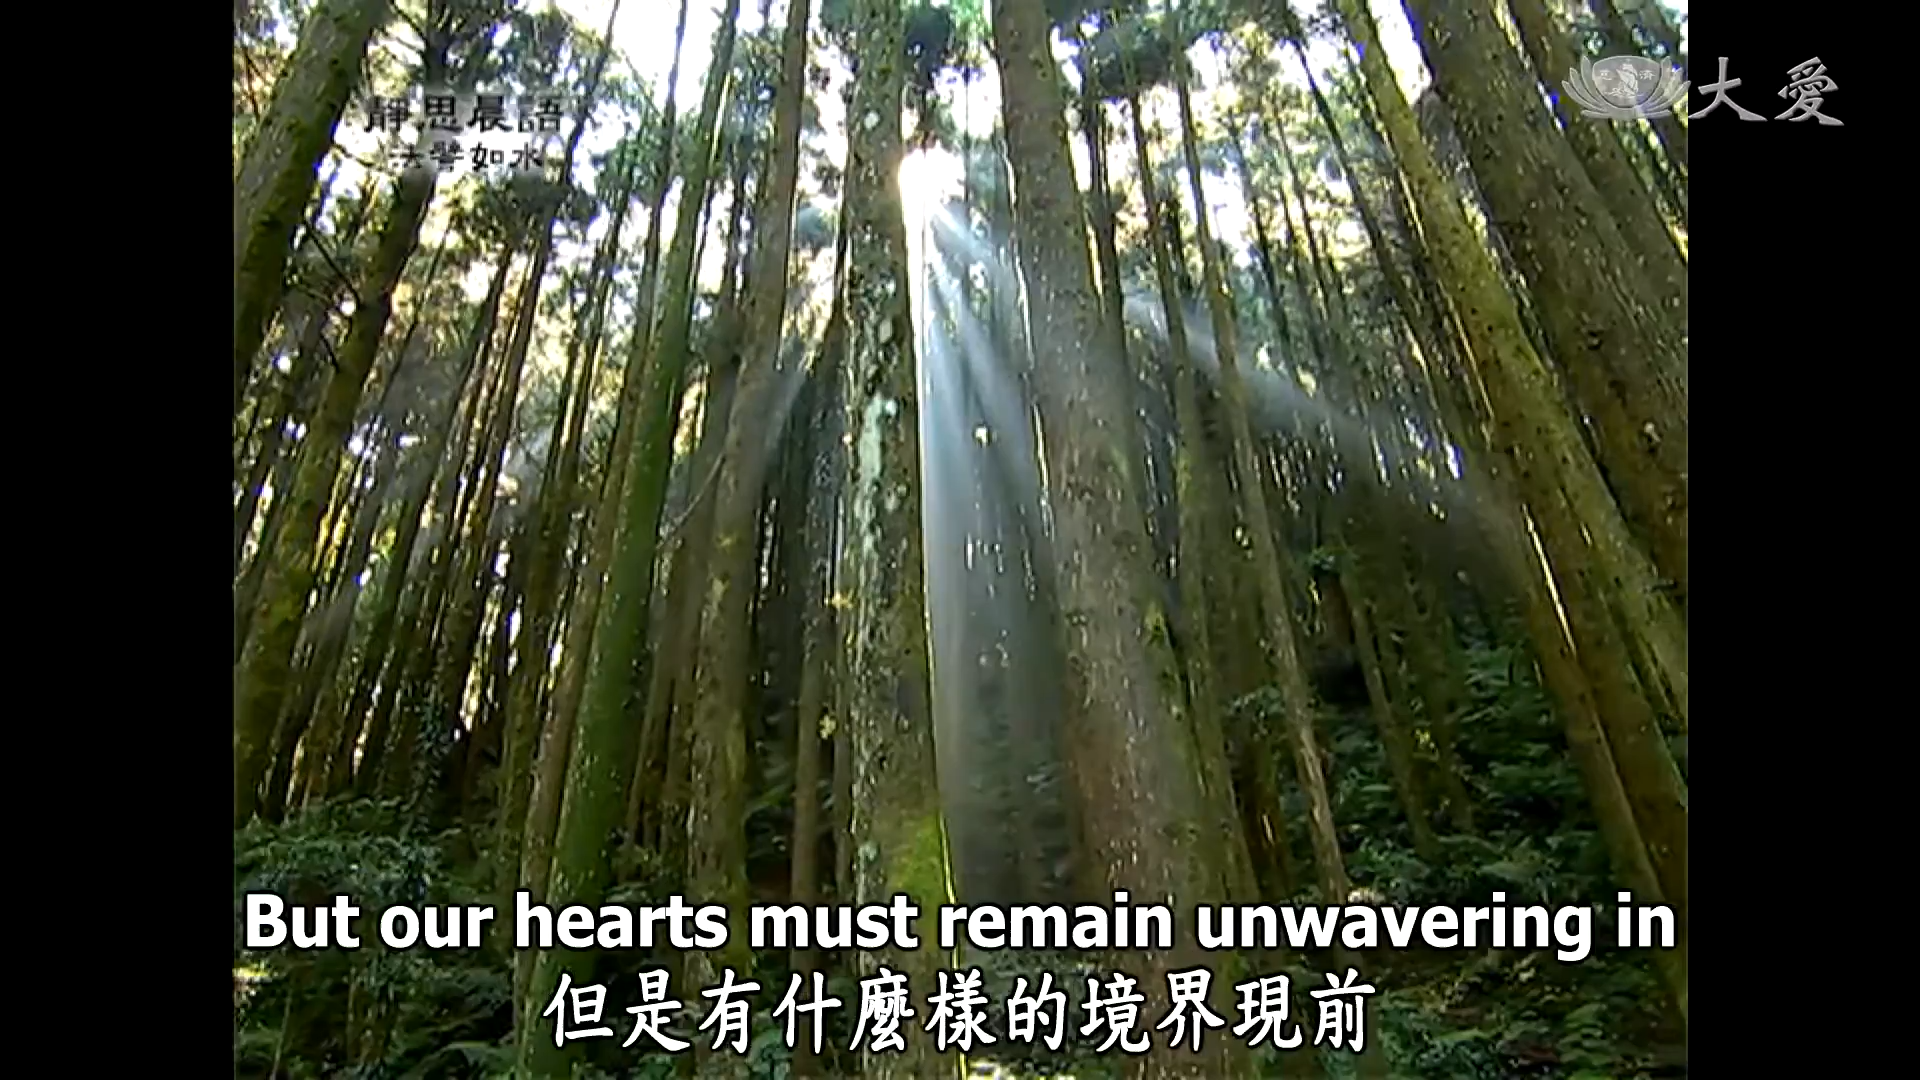 靜思晨語
法譬如水
大愛
But our hearts must remain unwavering in
但是有什麼樣的境界現前